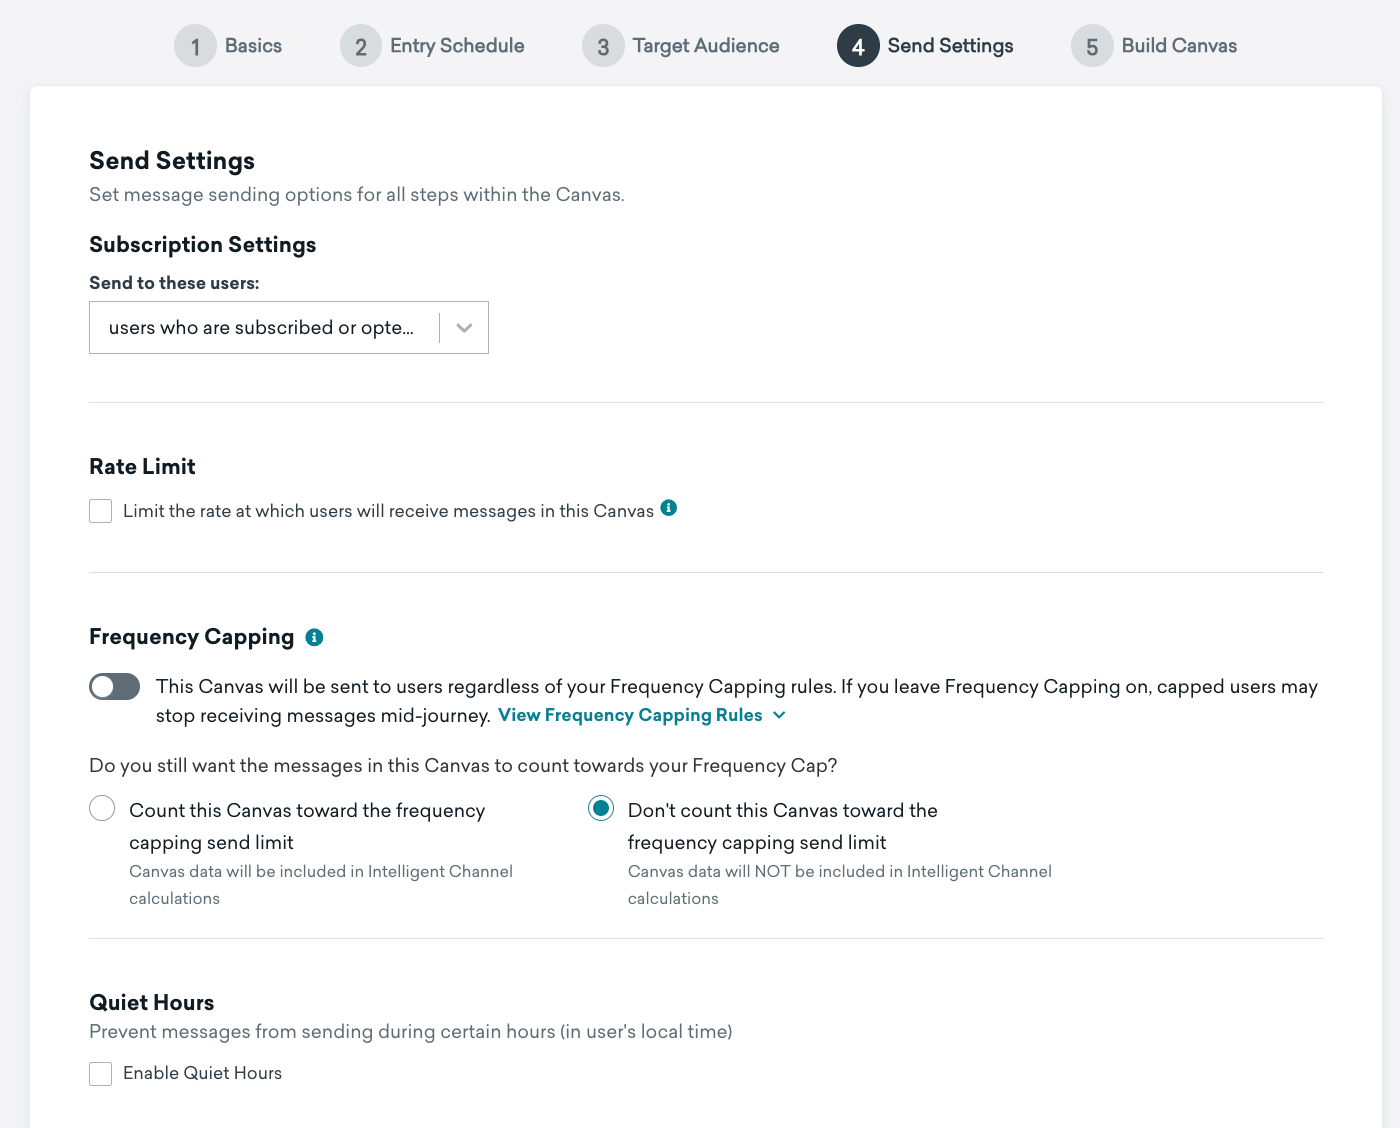 1 Basics 2 Entry Schedule 3 Target Audience 4 Send Settings 5 Build Canvas
Send Settings
Set message sending options for all steps within the Canvas.
Subscription Settings
Send to these users:
users who are subscribed or opte...
Rate Limit
Limit the rate at which users will receive messages in this Canvas
Frequency Capping
This Canvas will be sent to users regardless of your Frequency Capping rules. If you leave Frequency Capping on, capped users may
stop receiving messages mid-journey. View Frequency Capping Rules
Do you still want the messages in this Canvas to count towards your Frequency Cap?
Count this Canvas toward the frequency
capping send limit
Canvas data will be included in Intelligent Channel
calculations
Don't count this Canvas toward the
frequency capping send limit
Canvas data will NOT be included in Intelligent Channel
calculations
Quiet Hours
Prevent messages from sending during certain hours (in user's local time)
Enable Quiet Hours